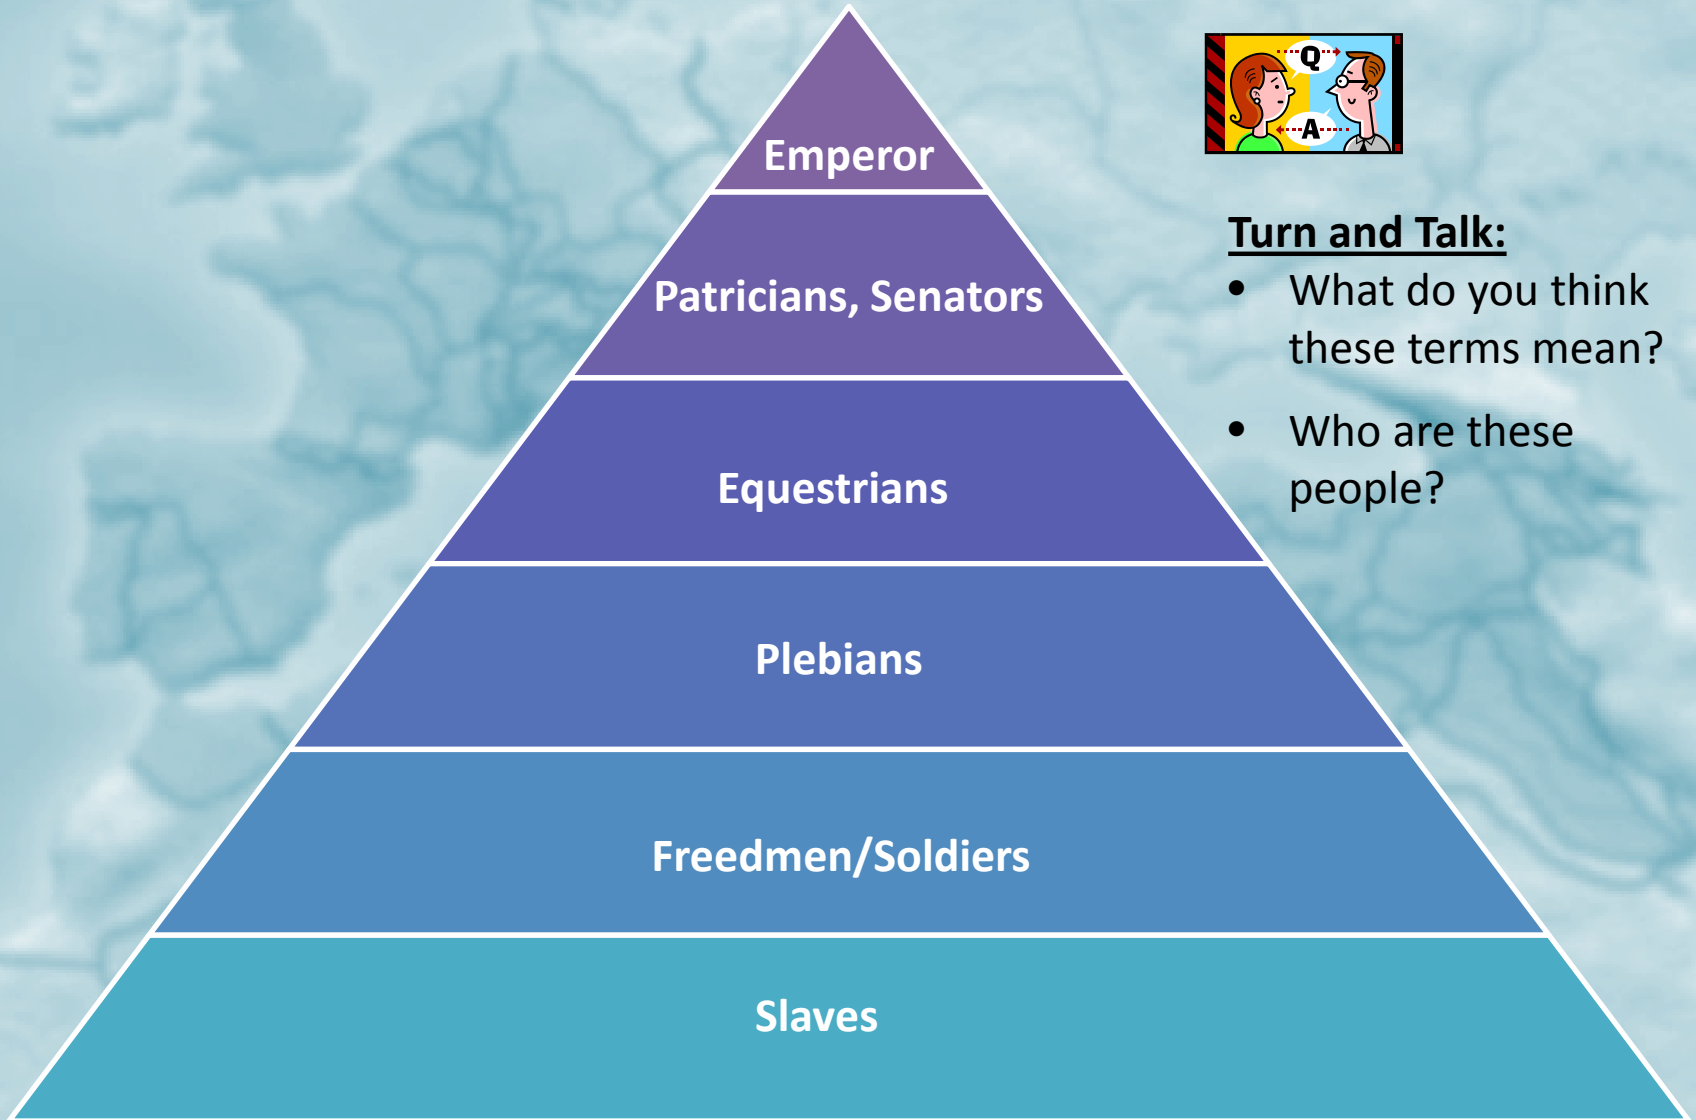 Emperor
Patricians, Senators
Equestrians
Plebians
Freedmen/Soldiers
Slaves
Q
A
Turn and Talk:
• What do you think
these terms mean?
• Who are these
people?